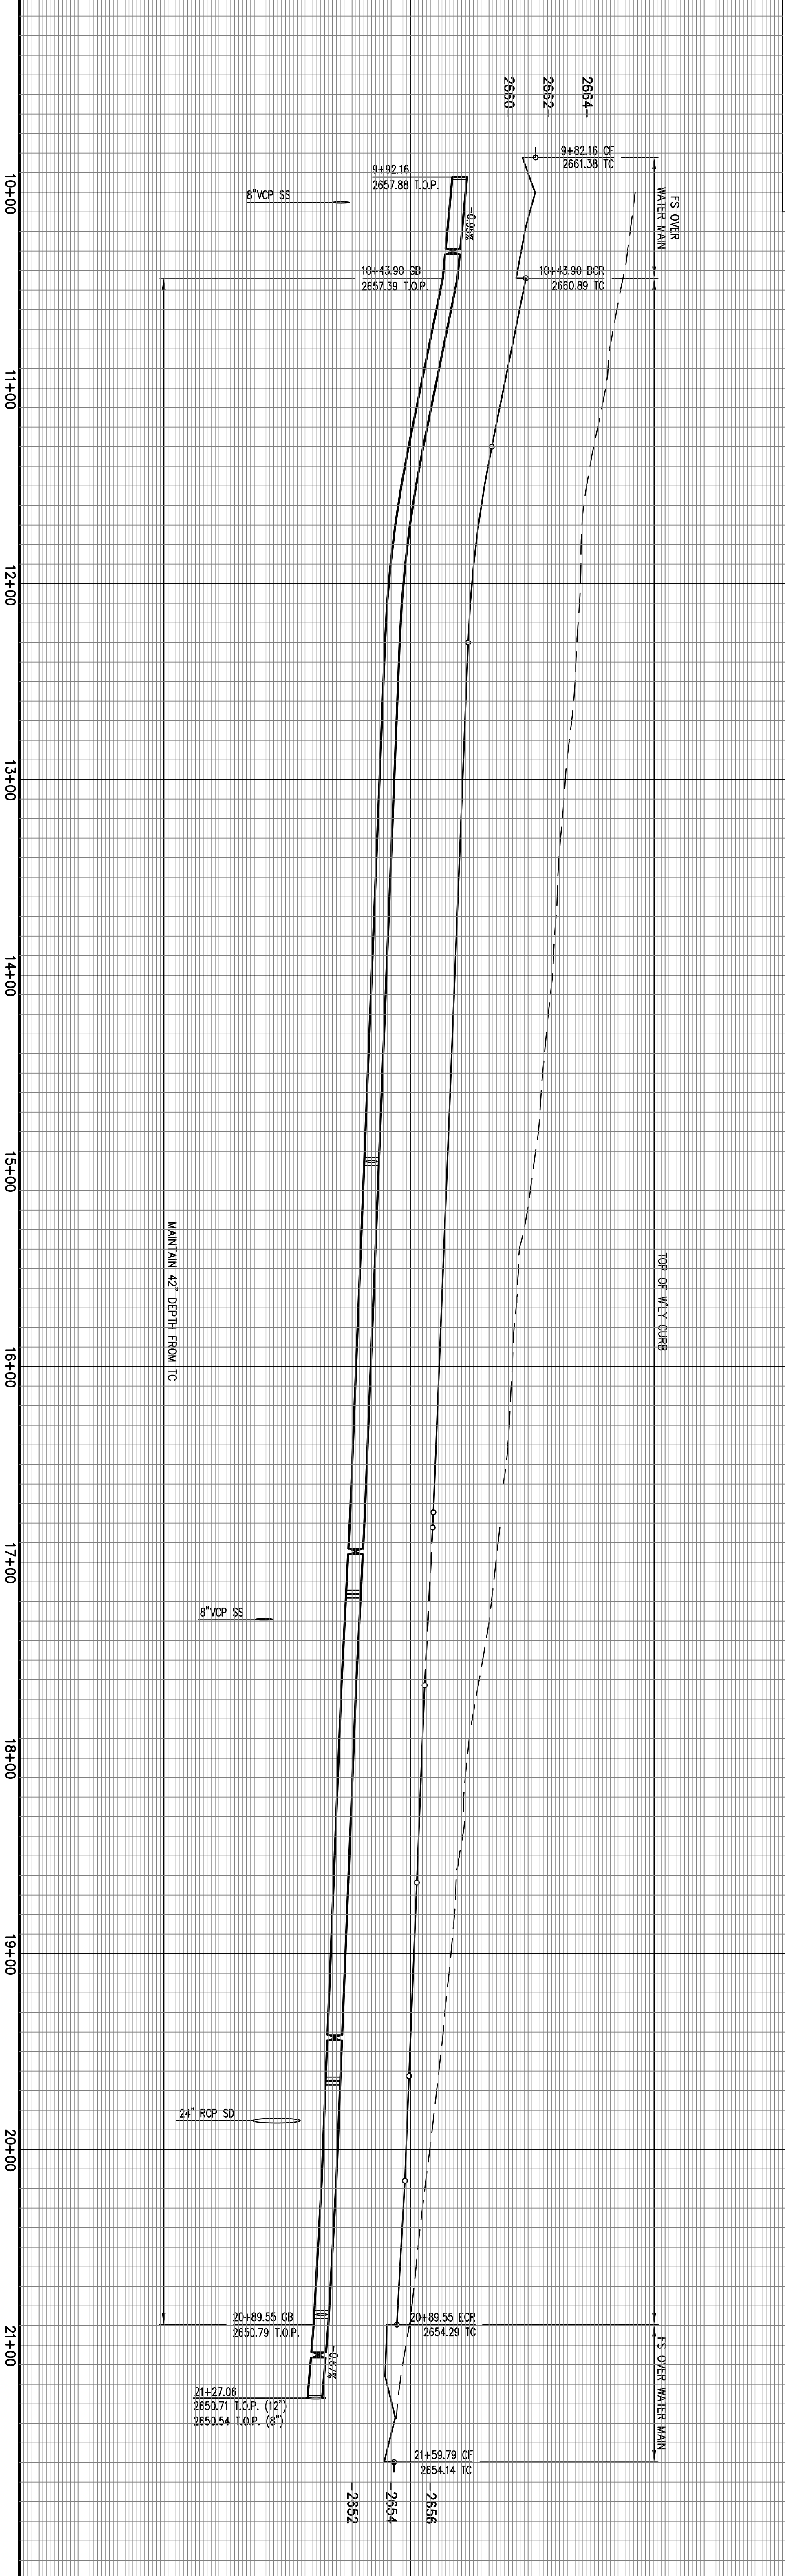 2664-
2662-
2660-
9+82.16 CF
2661.38 TC
FS OVER
WATER MAIN
9+92.16
2657.88 T.O.P.
8"VCP SS
-0.95%
10+43.90 GB
2657.39 T.O.P.
10+43.90 BCR
2660.89 TC
TOP OF W'LY CURB
MAINTAIN 42" DEPTH FROM TC
8"VCP SS
24" RCP SD
20+89.55 GB
2650.79 T.O.P.
20+89.55 ECR
2654.29 TC
FS OVER WATER MAIN
-0.67%
21+27.06
2650.71 T.O.P. (12")
2650.54 T.O.P. (8")
21+59.79 CF
2654.14 TC
-2656
-2654
-2652
10+00
11+00
12+00
13+00
14+00
15+00
16+00
17+00
18+00
19+00
20+00
21+00